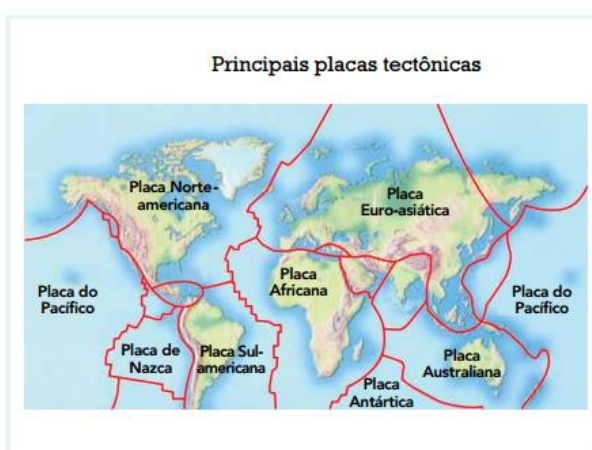 Principais placas tectônicas
Placa Norte-
americana
Placa
Euro-asiática
Placa
Africana
Placa do
Pacífico
Placa do
Pacífico
Placa de
Nazca
Placa Sul-
americana
Placa
Australiana
Placa
Antártica